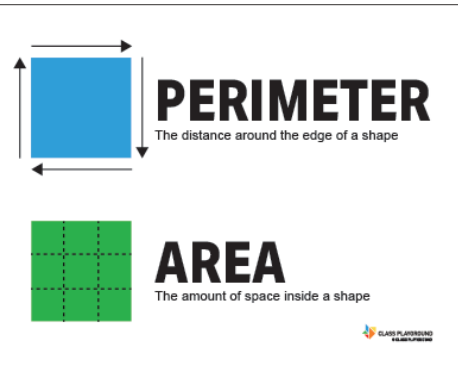 PERIMETER
The distance around the edge of a shape
AREA
The amount of space inside a shape
CLASS PLAYGROUND